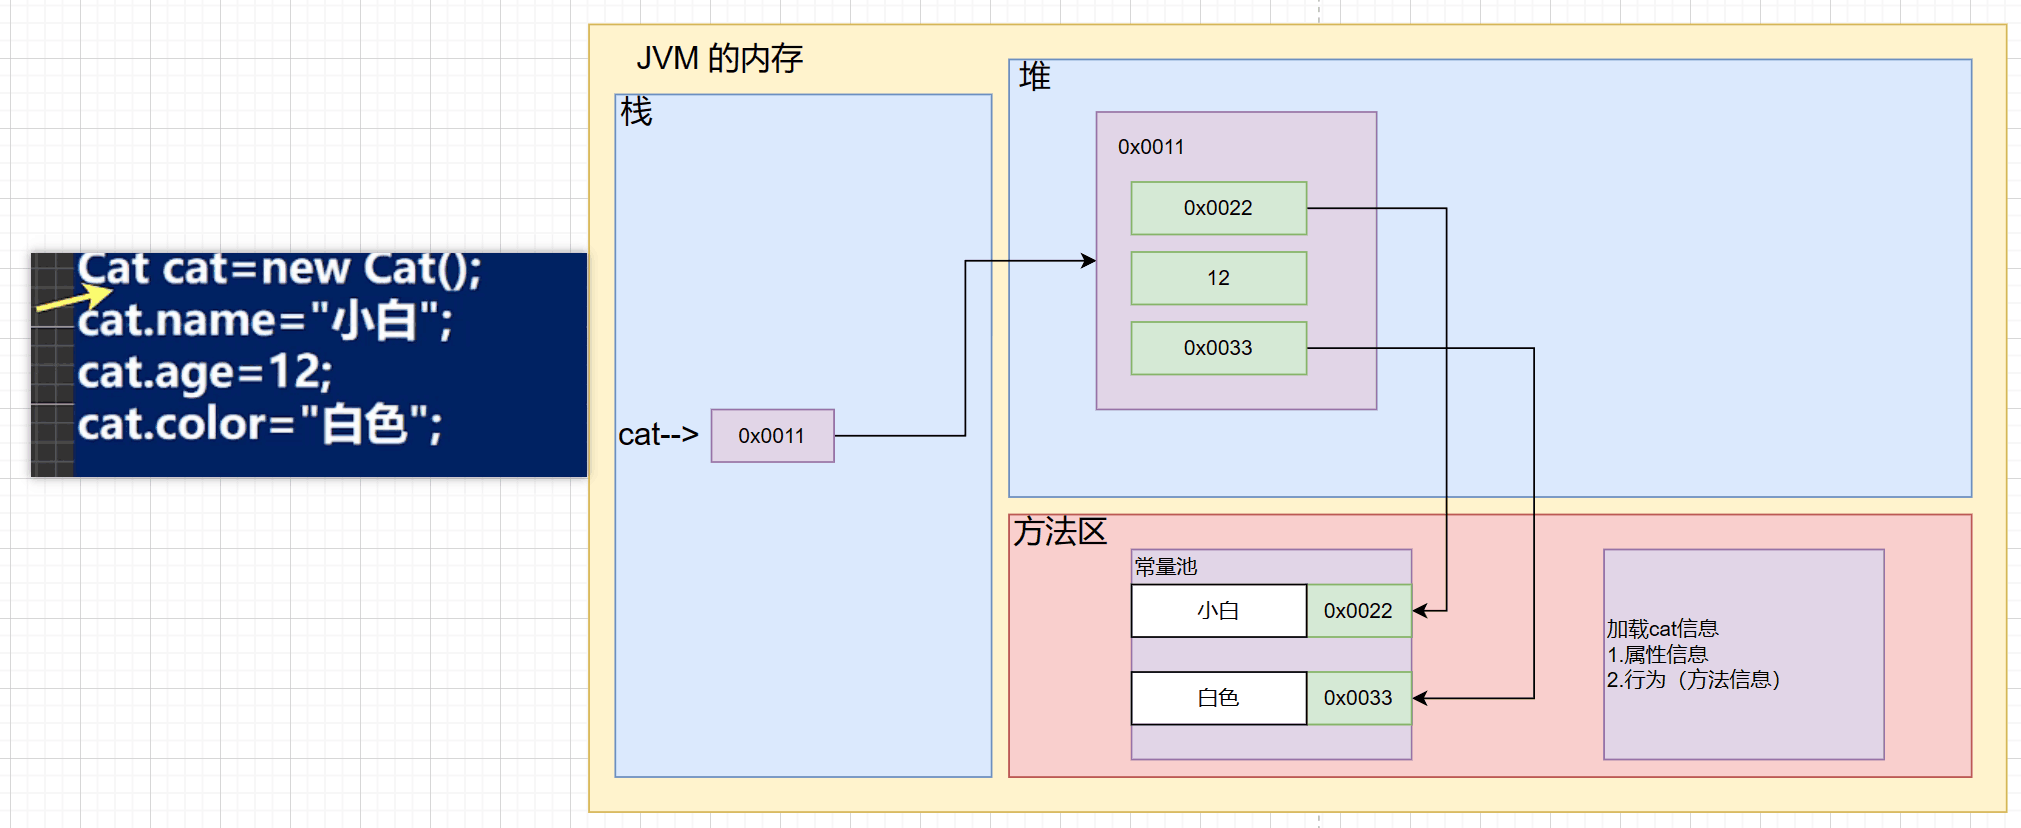 JVM 的内存
栈
堆
0x0011
0x0022
12
0x0033
Cat cat=new Cat();
cat.name="小白";
cat.age=12;
cat.color="白色";
cat-->
0x0011
方法区
常量池
小白
0x0022
白色
0x0033
加载cat信息
1.属性信息
2.行为（方法信息）